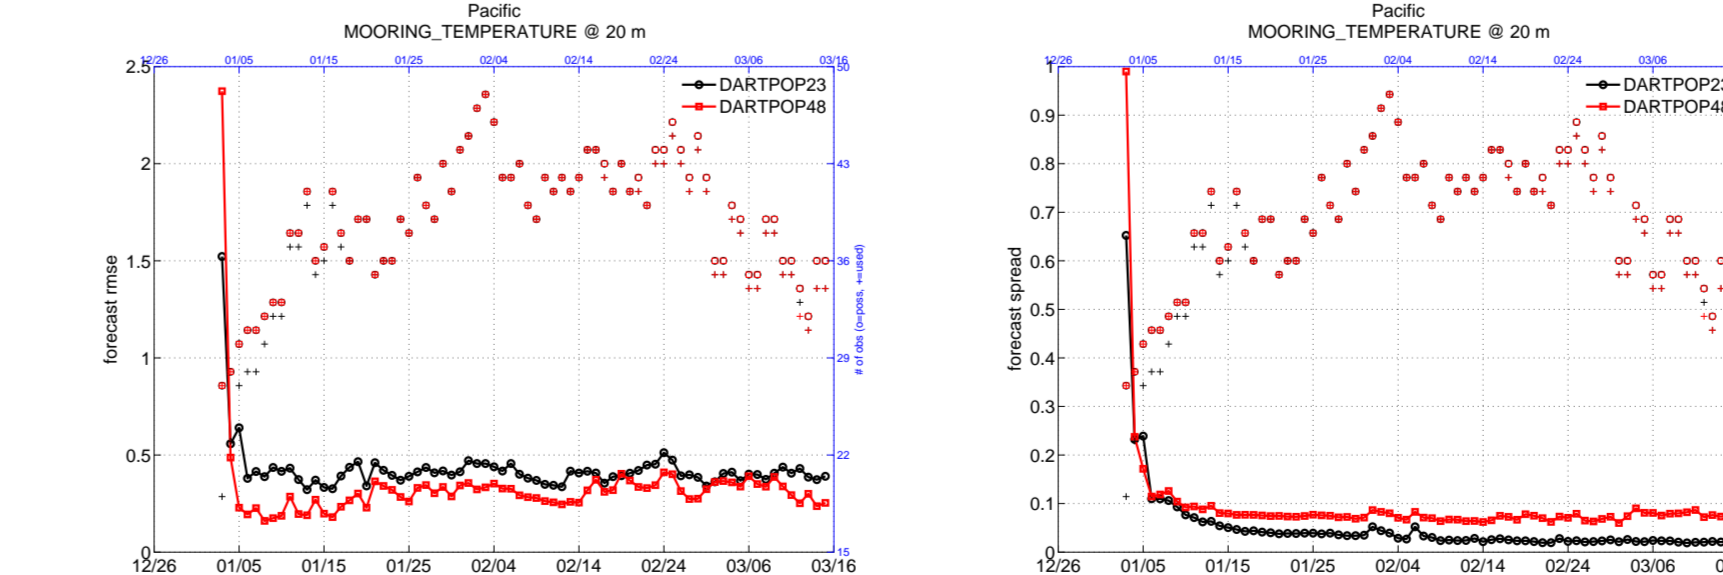 Pacific
MOORING_TEMPERATURE @ 20 m
12/26 01/05 01/15 01/25 02/04 02/14 02/24 03/06 03/16
2.5
2
1.5
1
0.5
0
forecast rmse
DARTPOP23
DARTPOP48
50
43
36
29
22
15
# of obs (o=poss, +=used)
12/26 01/05 01/15 01/25 02/04 02/14 02/24 03/06 03/16
Pacific
MOORING_TEMPERATURE @ 20 m
12/26 01/05 01/15 01/25 02/04 02/14 02/24 03/06
1
0.9
0.8
0.7
0.6
0.5
0.4
0.3
0.2
0.1
0
forecast spread
DARTPOP23
DARTPOP48
12/26 01/05 01/15 01/25 02/04 02/14 02/24 03/06 0